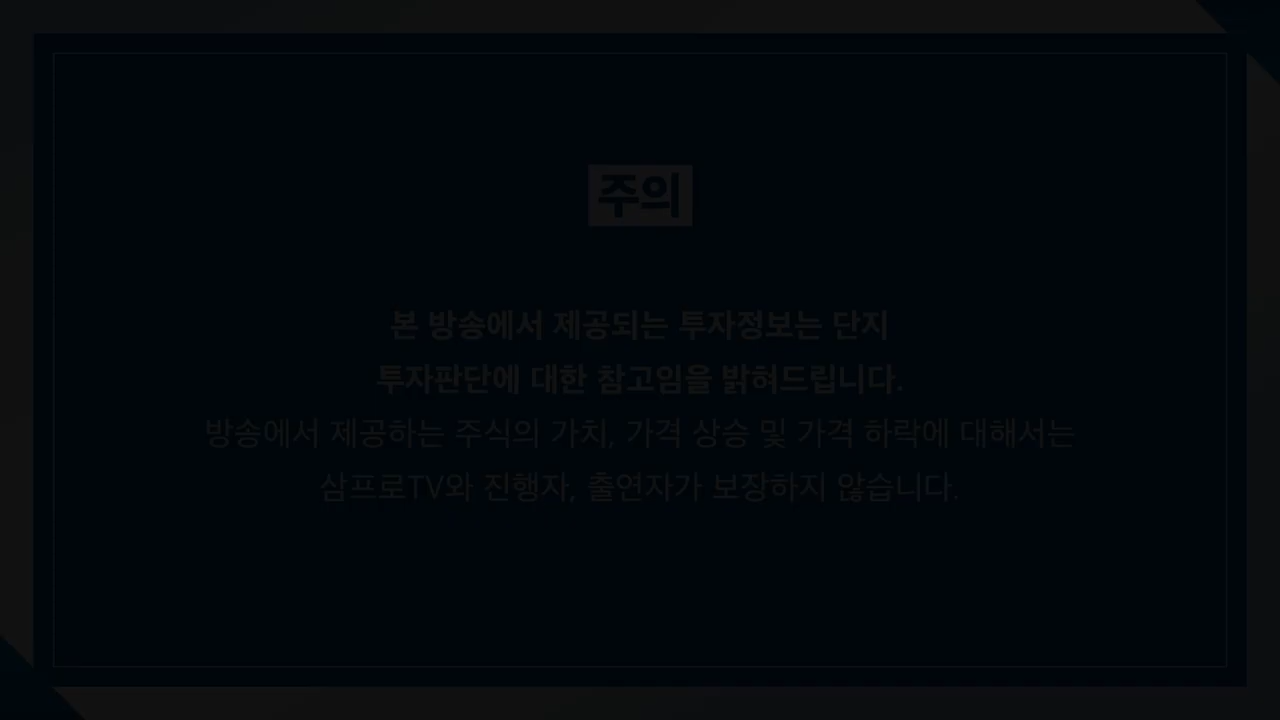 주의
본 방송에서 제공되는 투자정보는 단지
투자판단에 대한 참고임을 밝혀드립니다.
방송에서 제공하는 주식의 가치, 가격 상승 및 가격 하락에 대해서는
삼프로TV와 진행자, 출연자가 보장하지 않습니다.